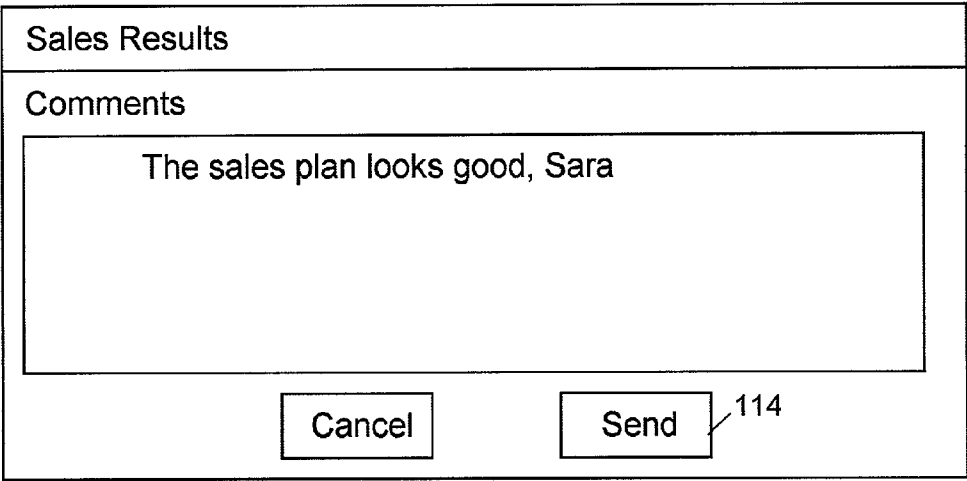 Sales Results
Comments
The sales plan looks good, Sara
Cancel
Send
114